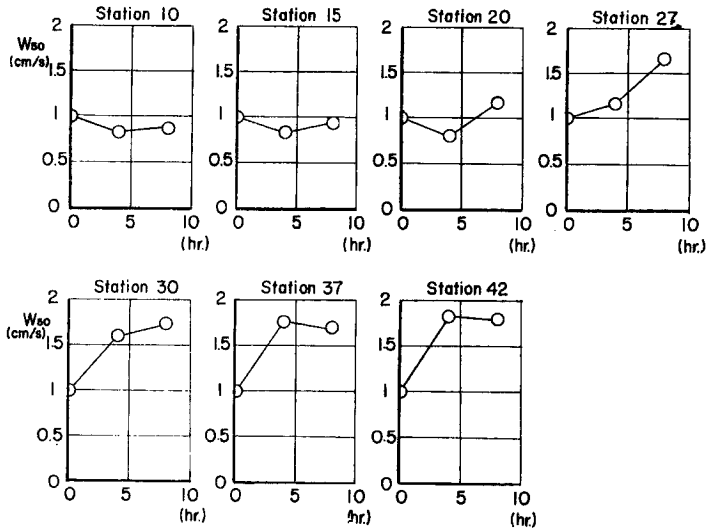 Station 10 Station 15 Station 20 Station 27
W50
(cm/s)
2 2 2 2
1.5 1.5 1.5 1.5
1 1 1 1
0.5 0.5 0.5 0.5
0 0 0 0
0 5 10 0 5 10 0 5 10 0 5 10
(hr.) (hr.) (hr.) (hr.)
Station 30 Station 37 Station 42
W50
(cm/s)
2 2 2
1.5 1.5 1.5
1 1 1
0.5 0.5 0.5
0 0 0
0 5 10 0 5 10 0 5 10
(hr.) (hr.) (hr.)